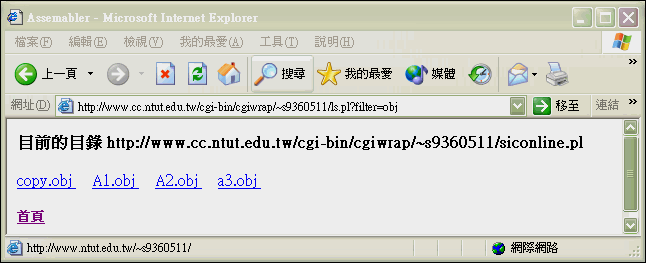 Assemabler - Microsoft Internet Explorer
檔案(F) 編輯(E) 檢視(V) 我的最愛(A) 工具(T) 說明(H)
上一頁 搜尋 我的最愛 媒體
網址(D) http://www.cc.ntut.edu.tw/cgi-bin/cgiwrap/~s9360511/ls.pl?filter=obj 移至 連結 »
目前的目錄 http://www.cc.ntut.edu.tw/cgi-bin/cgiwrap/~s9360511/siconline.pl
copy.obj A1.obj A2.obj a3.obj
首頁
http://www.ntut.edu.tw/~s9360511/ 網際網路